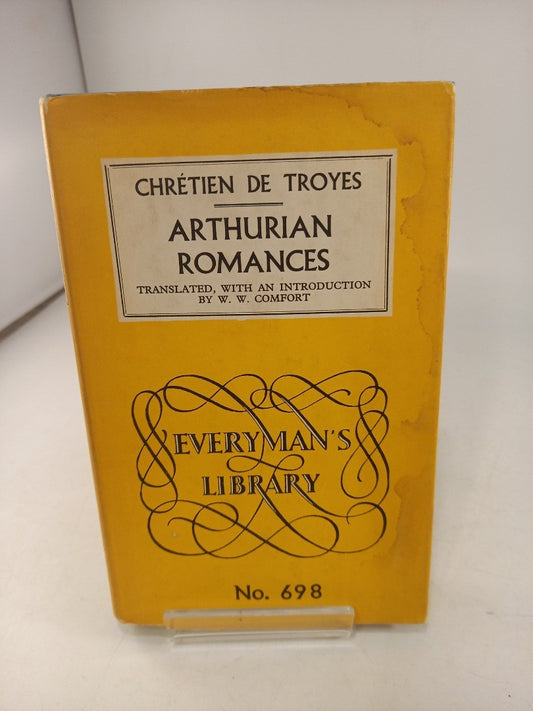 CHRÉTIEN DE TROYES
ARTHURIAN
ROMANCES
TRANSLATED, WITH AN INTRODUCTION
BY W. W. COMFORT
EVERYMAN'S
LIBRARY
No. 698